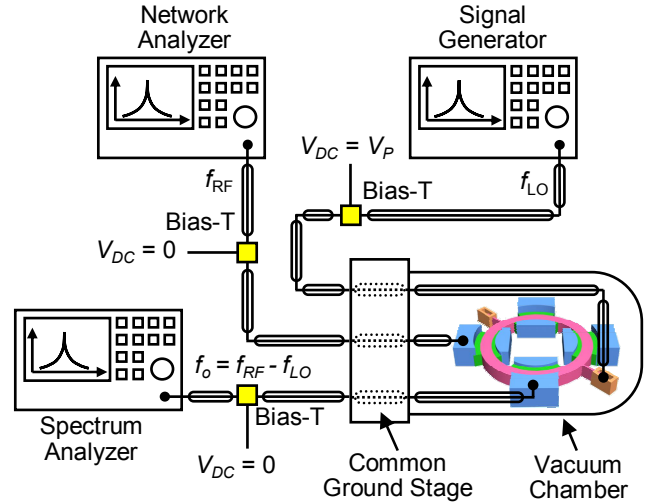 Network
Analyzer
Signal
Generator
V_DC = V_P
f_RF
Bias-T
f_LO
Bias-T
V_DC = 0
f_o = f_RF - f_LO
Bias-T
Spectrum
Analyzer
V_DC = 0
Common
Ground Stage
Vacuum
Chamber